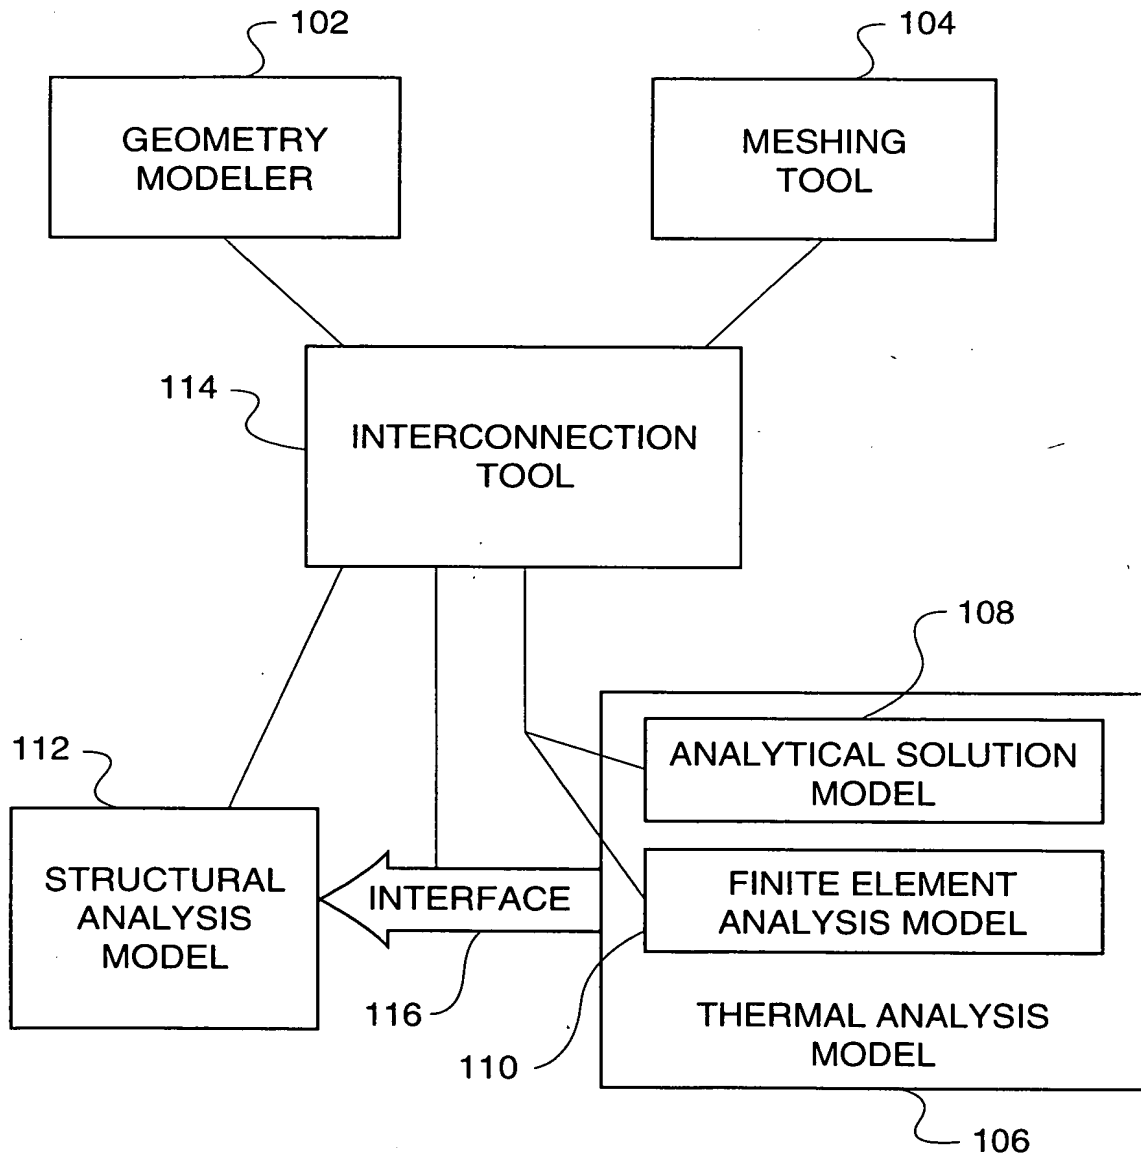 102
104
GEOMETRY
MODELER
MESHING
TOOL
114
INTERCONNECTION
TOOL
108
112
ANALYTICAL SOLUTION
MODEL
STRUCTURAL
ANALYSIS
MODEL
INTERFACE
FINITE ELEMENT
ANALYSIS MODEL
116
110
THERMAL ANALYSIS
MODEL
106